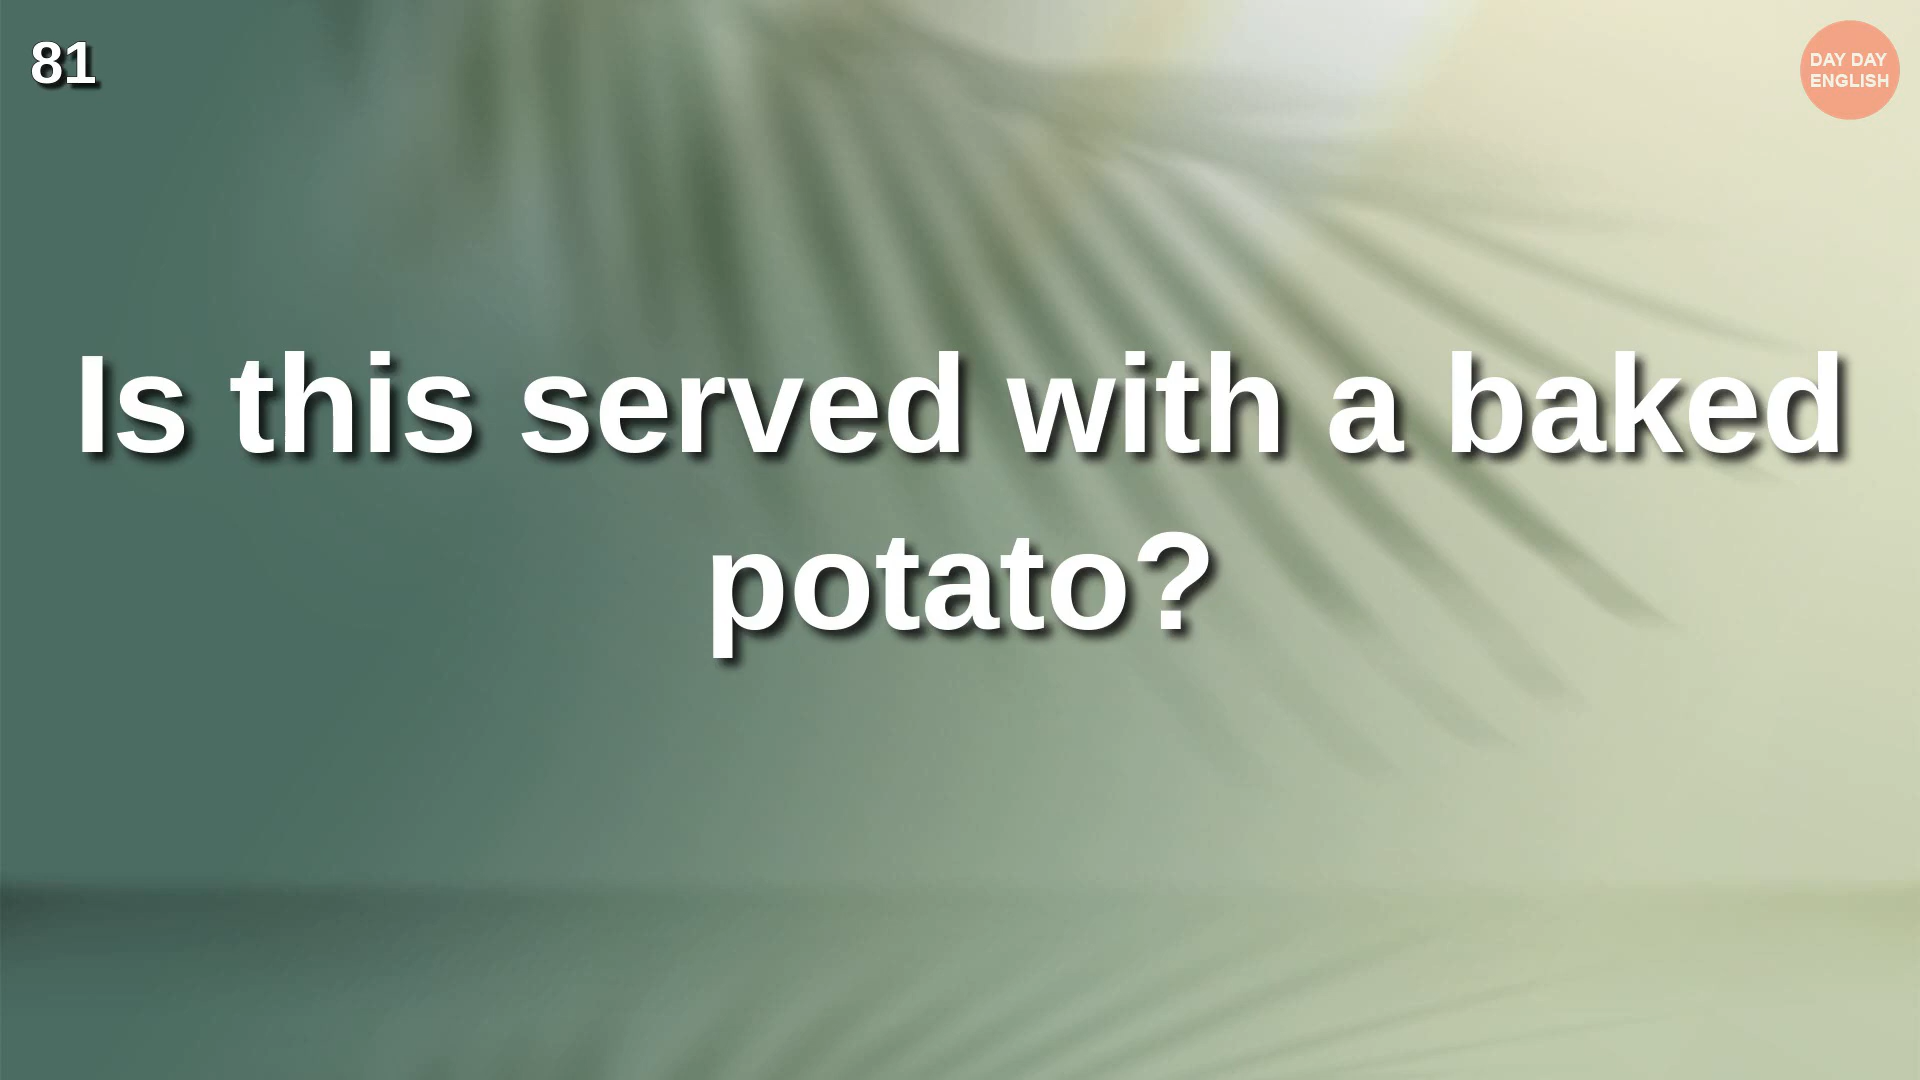 81
DAY DAY
ENGLISH
Is this served with a baked
potato?